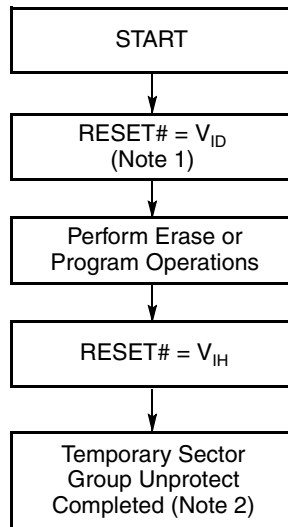 START
RESET# = VID
(Note 1)
Perform Erase or
Program Operations
RESET# = VIH
Temporary Sector
Group Unprotect
Completed (Note 2)